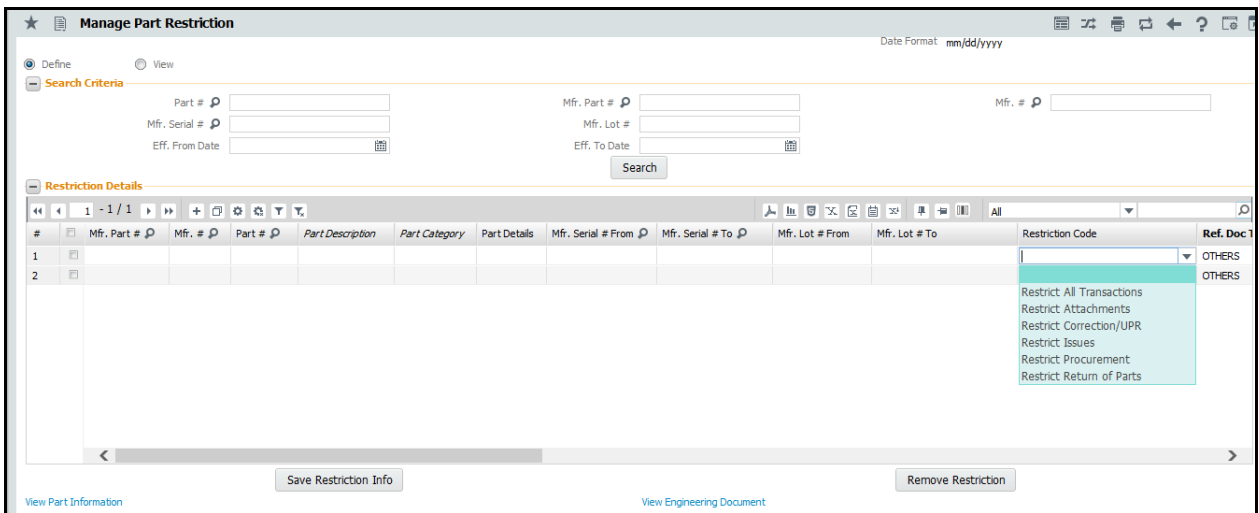 Manage Part Restriction
Date Format mm/dd/yyyy
Define View
Search Criteria
Part # Mfr. Part # Mfr. #
Mfr. Serial # Mfr. Lot #
Eff. From Date Eff. To Date
Search
Restriction Details
1 - 1 / 1 All
# Mfr. Part # Mfr. # Part # Part Description Part Category Part Details Mfr. Serial # From Mfr. Serial # To Mfr. Lot # From Mfr. Lot # To Restriction Code Ref. Doc T
1 OTHERS
2 OTHERS
Restrict All Transactions
Restrict Attachments
Restrict Correction/UPR
Restrict Issues
Restrict Procurement
Restrict Return of Parts
Save Restriction Info Remove Restriction
View Part Information View Engineering Document